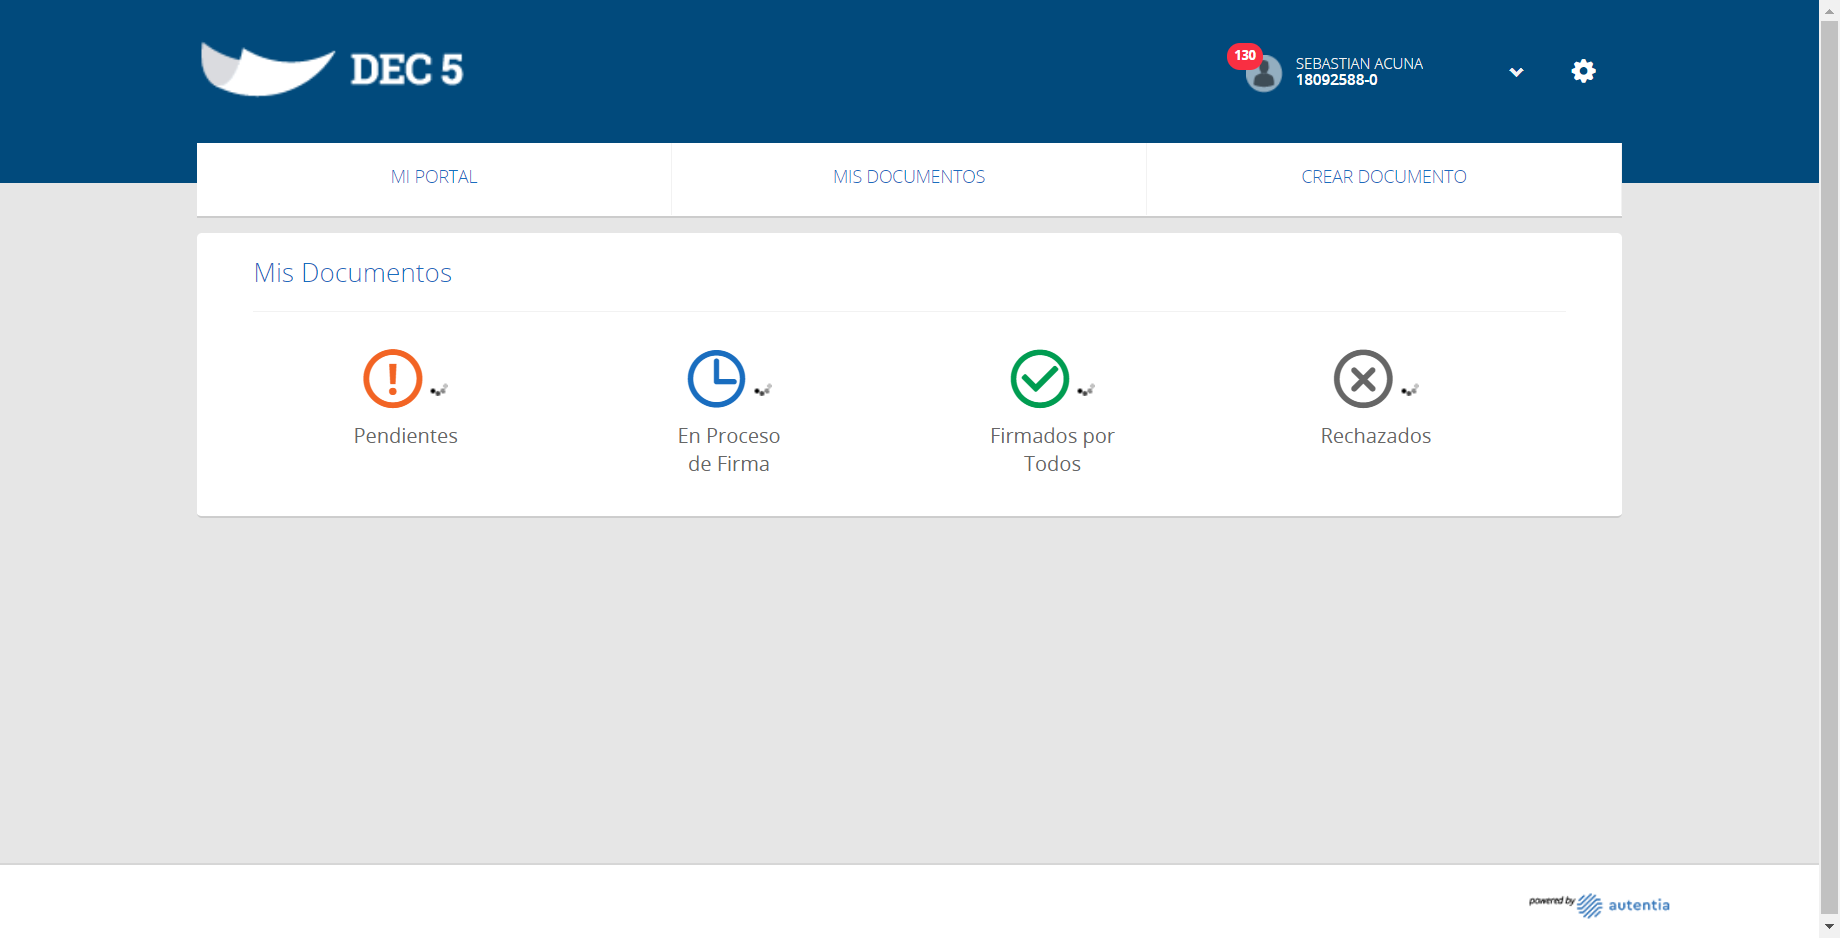 DEC 5
130
SEBASTIAN ACUNA
18092588-0
MI PORTAL
MIS DOCUMENTOS
CREAR DOCUMENTO
Mis Documentos
Pendientes
En Proceso
de Firma
Firmados por
Todos
Rechazados
powered by autentia